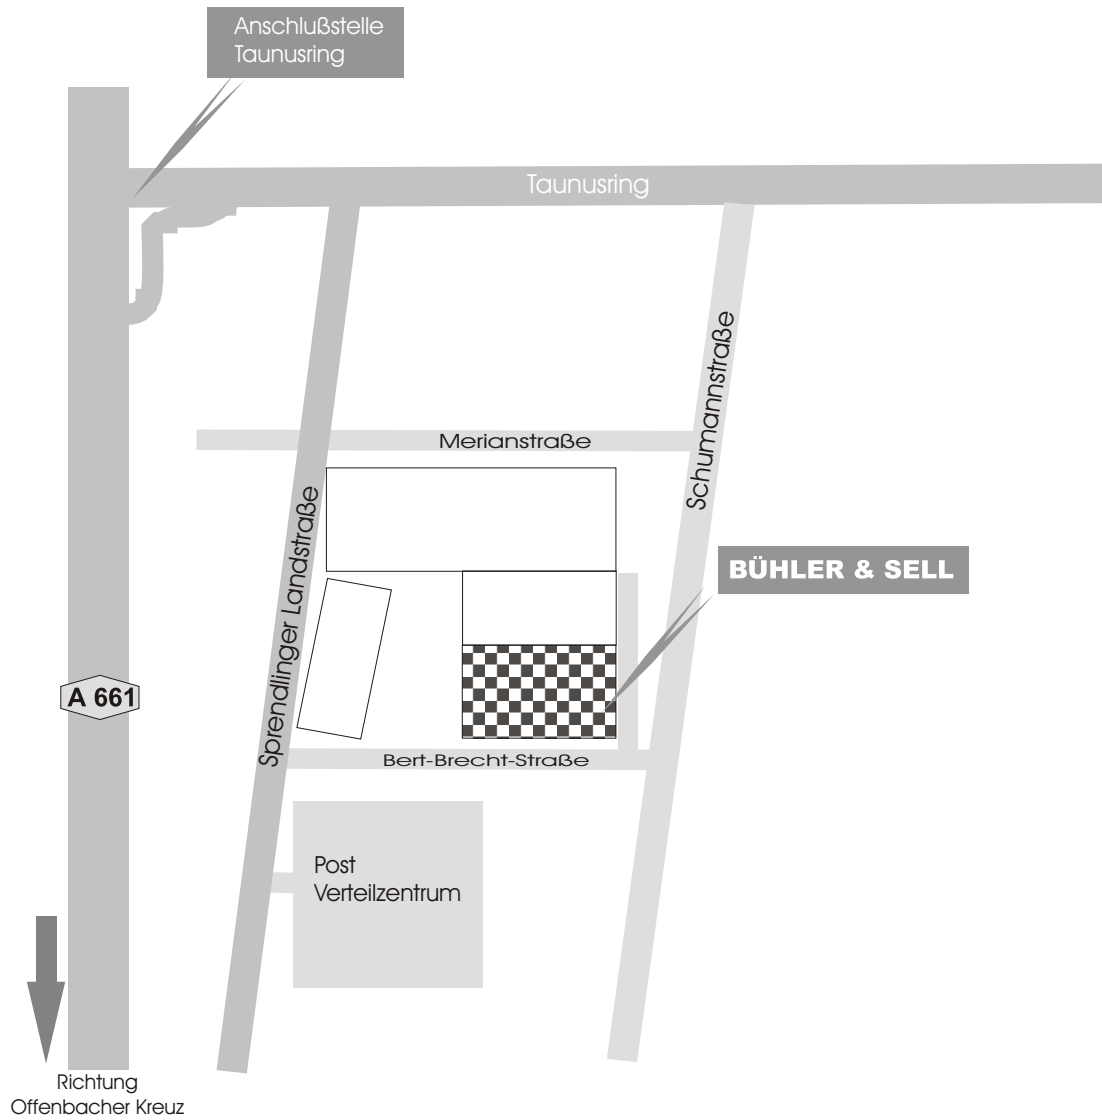 Anschlußstelle
Taunusring
Taunusring
Schumannstraße
Merianstraße
Sprendlinger Landstraße
BÜHLER & SELL
A 661
Bert-Brecht-Straße
Post
Verteilzentrum
Richtung
Offenbacher Kreuz